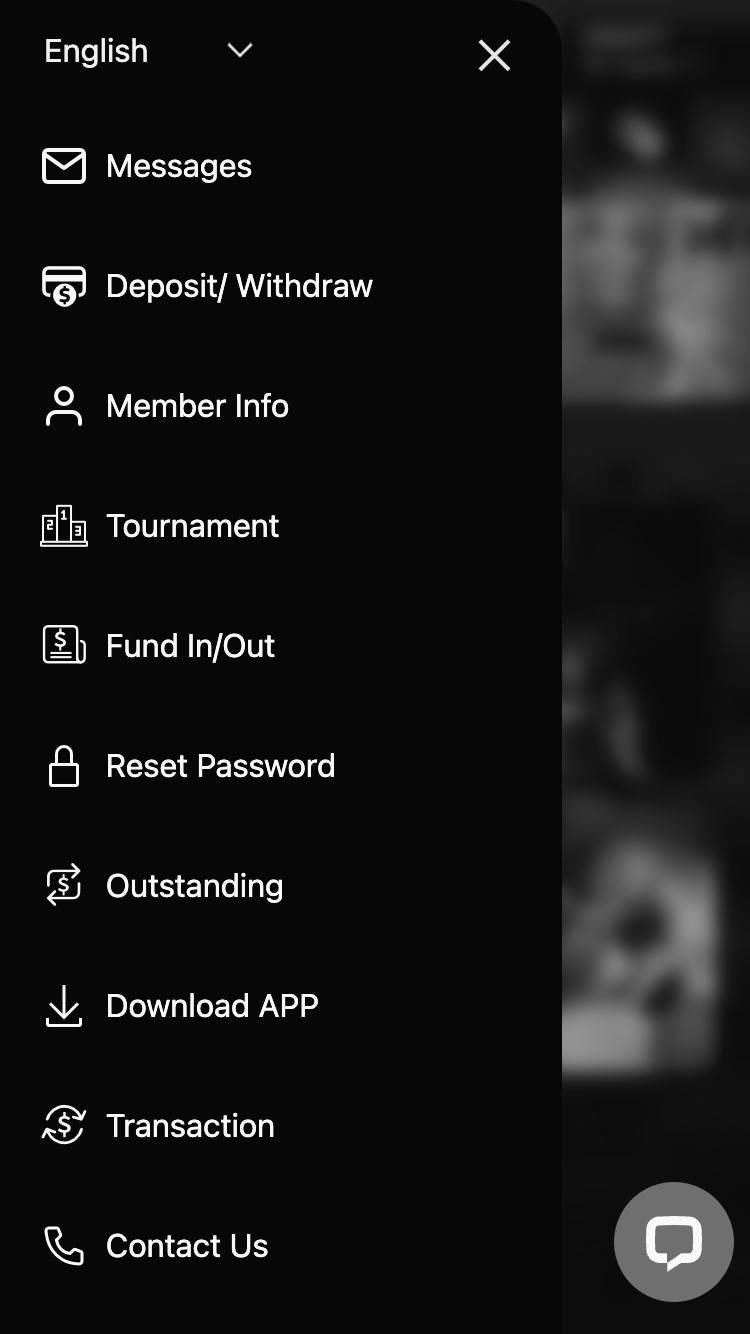 English
Messages
Deposit/ Withdraw
Member Info
Tournament
Fund In/Out
Reset Password
Outstanding
Download APP
Transaction
Contact Us